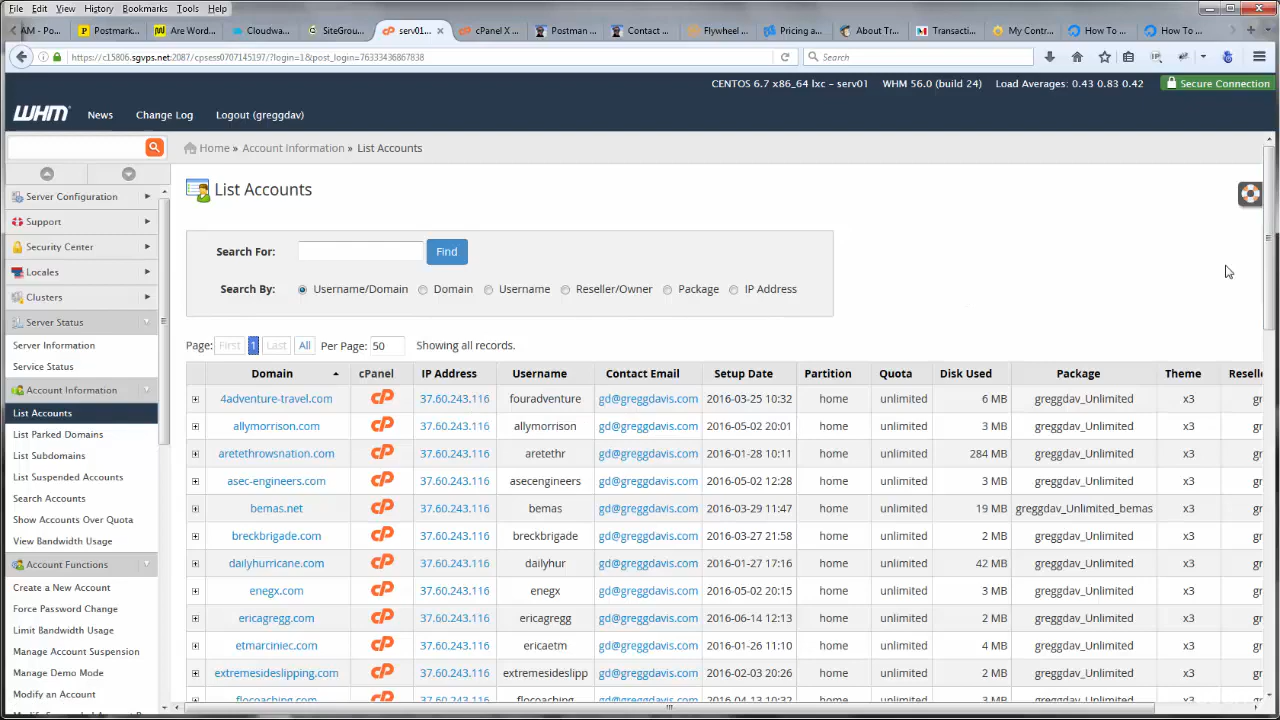 File Edit View History Bookmarks Tools Help
AM - Po... Postmark... Are Word... Cloudwa... SiteGrou... serv01... cPanel X ... Postman ... Contact ... Flywheel ... Pricing a... About Tr... Transacti... My Contr... How To ... How To ...
https://c15806.sgvps.net:2087/cpsess0707145197/?login=1&post_login=76333436867838 Search
CENTOS 6.7 x86_64 lxc – serv01 WHM 56.0 (build 24) Load Averages: 0.43 0.83 0.42 Secure Connection
WHM News Change Log Logout (greggdav)
Home » Account Information » List Accounts
Server Configuration
Support
Security Center
Locales
Clusters
Server Status
Server Information
Service Status
Account Information
List Accounts
List Parked Domains
List Subdomains
List Suspended Accounts
Search Accounts
Show Accounts Over Quota
View Bandwidth Usage
Account Functions
Create a New Account
Force Password Change
Limit Bandwidth Usage
Manage Account Suspension
Manage Demo Mode
Modify an Account
List Accounts
Search For: Find
Search By: Username/Domain Domain Username Reseller/Owner Package IP Address
Page: First 1 Last All Per Page: 50 Showing all records.
Domain cPanel IP Address Username Contact Email Setup Date Partition Quota Disk Used Package Theme Reselle
4adventure-travel.com cP 37.60.243.116 fouradventure gd@greggdavis.com 2016-03-25 10:32 home unlimited 6 MB greggdav_Unlimited x3 gr
allymorrison.com cP 37.60.243.116 allymorrison gd@greggdavis.com 2016-05-02 20:01 home unlimited 3 MB greggdav_Unlimited x3 gr
aretethrowsnation.com cP 37.60.243.116 aretethr gd@greggdavis.com 2016-01-28 10:11 home unlimited 284 MB greggdav_Unlimited x3 gr
asec-engineers.com cP 37.60.243.116 asecengineers gd@greggdavis.com 2016-05-02 12:28 home unlimited 3 MB greggdav_Unlimited x3 gr
bemas.net cP 37.60.243.116 bemas gd@greggdavis.com 2016-03-29 11:47 home unlimited 19 MB greggdav_Unlimited_bemas x3 gr
breckbrigade.com cP 37.60.243.116 breckbrigade gd@greggdavis.com 2016-03-27 21:58 home unlimited 2 MB greggdav_Unlimited x3 gr
dailyhurricane.com cP 37.60.243.116 dailyhur gd@greggdavis.com 2016-01-27 17:16 home unlimited 42 MB greggdav_Unlimited x3 gr
enegx.com cP 37.60.243.116 enegx gd@greggdavis.com 2016-05-02 20:15 home unlimited 3 MB greggdav_Unlimited x3 gr
ericagregg.com cP 37.60.243.116 ericagregg gd@greggdavis.com 2016-06-14 12:13 home unlimited 2 MB greggdav_Unlimited x3 gr
etmarciniec.com cP 37.60.243.116 ericaetm gd@greggdavis.com 2016-01-26 11:10 home unlimited 4 MB greggdav_Unlimited x3 gr
extremesideslipping.com cP 37.60.243.116 extremesideslipp gd@greggdavis.com 2016-02-03 20:26 home unlimited 2 MB greggdav_Unlimited x3 gr
flocoaching.com cP 37.60.243.116 flocoaching gd@greggdavis.com 2016-04-13 10:32 home unlimited 3 MB greggdav_Unlimited x3 gr